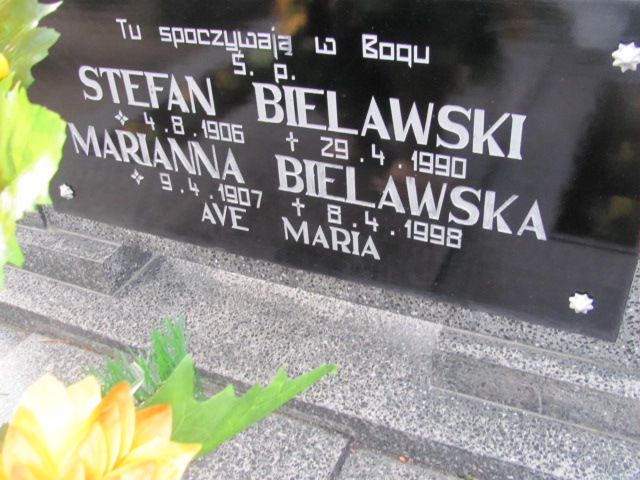 Tu spoczywają w Bogu
Ś. p.
STEFAN BIELAWSKI
✧ 4.8.1906 ✝ 29.4.1990
MARIANNA BIELAWSKA
✧ 9.4.1907 ✝ 8.4.1998
AVE MARIA